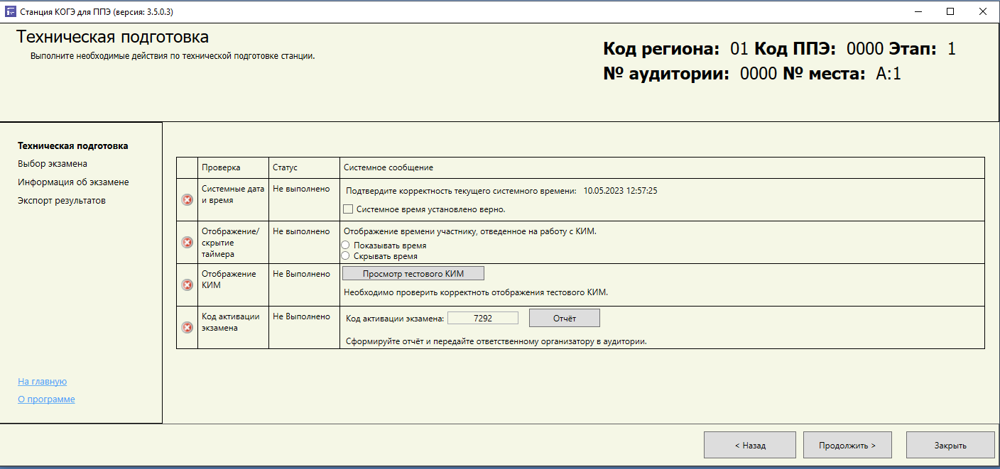 Станция КОГЭ для ППЭ (версия: 3.5.0.3)
Техническая подготовка
Выполните необходимые действия по технической подготовке станции.
Код региона: 01 Код ППЭ: 0000 Этап: 1
№ аудитории: 0000 № места: А:1
Техническая подготовка
Выбор экзамена
Информация об экзамене
Экспорт результатов
На главную
О программе
Проверка Статус Системное сообщение
Системные дата
и время
Не выполнено
Подтвердите корректность текущего системного времени: 10.05.2023 12:57:25
Системное время установлено верно.
Отображение/
скрытие
таймера
Не выполнено
Отображение времени участнику, отведенное на работу с КИМ.
Показывать время
Скрывать время
Отображение
КИМ
Не Выполнено
Просмотр тестового КИМ
Необходимо проверить корректноть отображения тестового КИМ.
Код активации
экзамена
Не Выполнено
Код активации экзамена: 7292 Отчёт
Сформируйте отчёт и передайте ответственному организатору в аудитории.
< Назад Продолжить > Закрыть